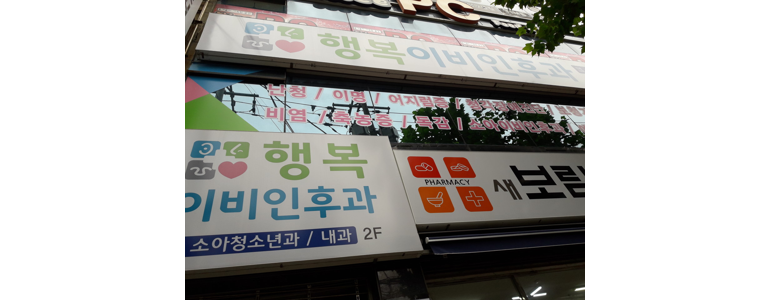 PC
행복이비인후과
난청 / 이명 / 어지럼증 /
비염 / 축농증 / 독감 /
행복
이비인후과
소아청소년과 / 내과 2F
PHARMACY
새보람